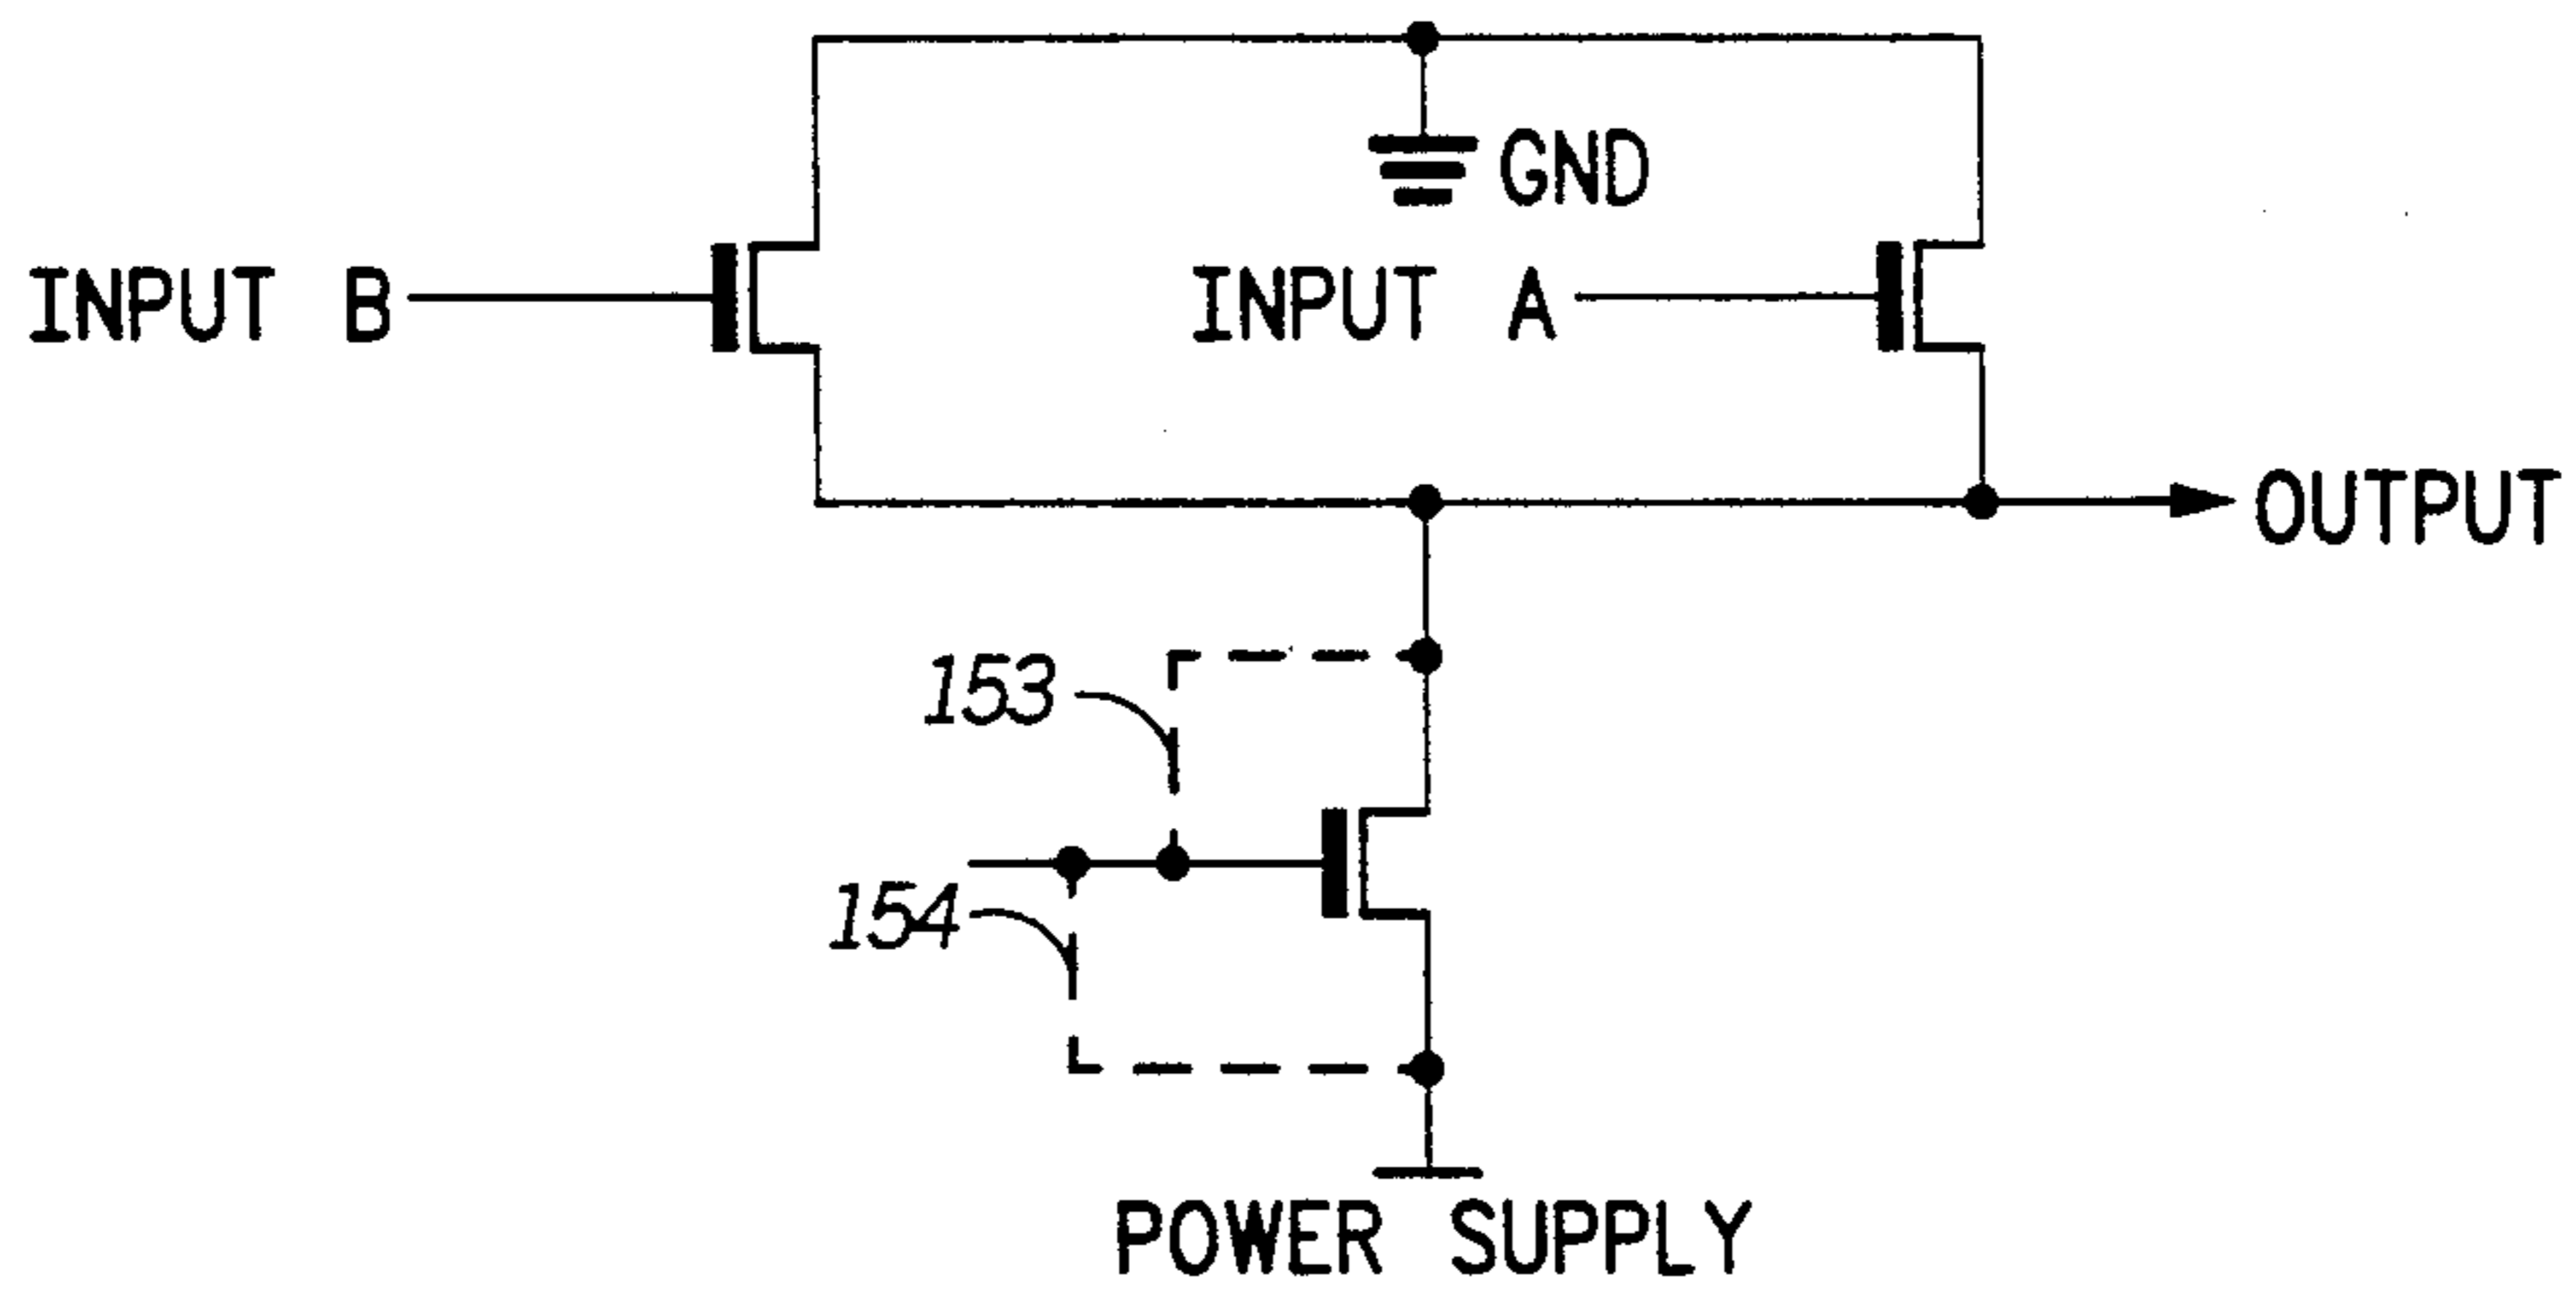 GND
INPUT B
INPUT A
OUTPUT
153
154
POWER SUPPLY